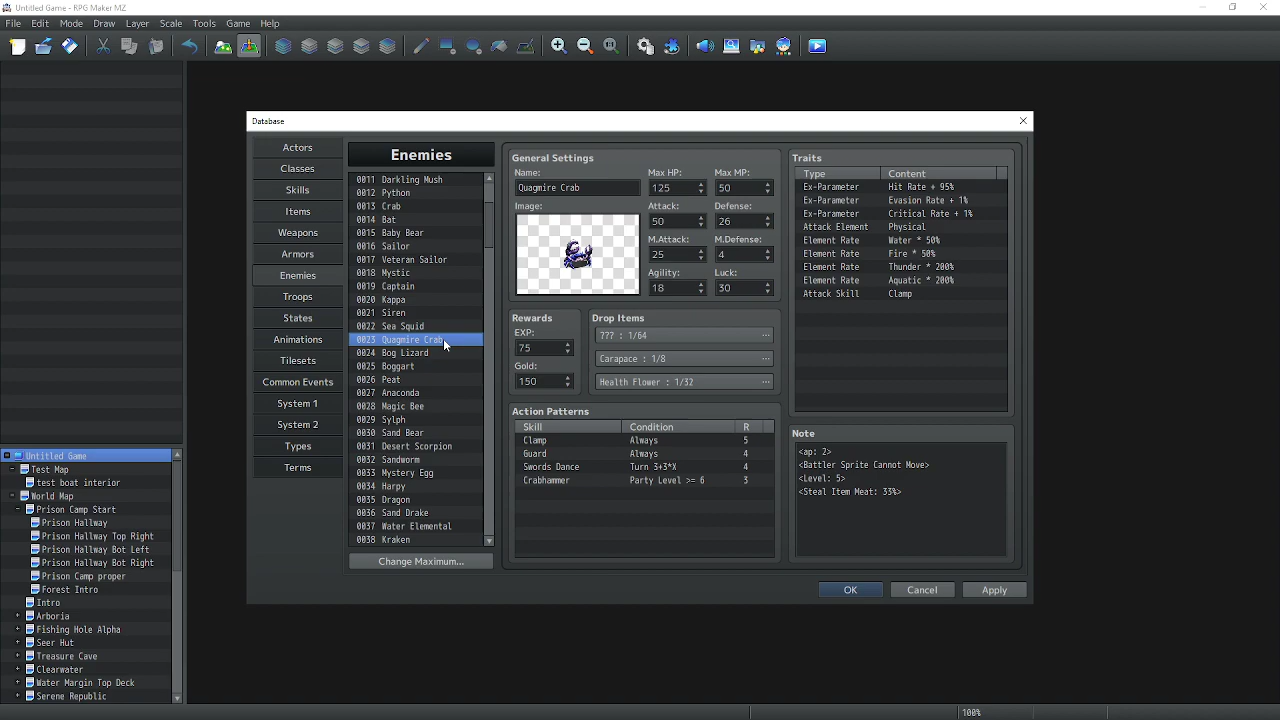 Untitled Game - RPG Maker MZ
File Edit Mode Draw Layer Scale Tools Game Help
Database
Actors
Classes
Skills
Items
Weapons
Armors
Enemies
Troops
States
Animations
Tilesets
Common Events
System 1
System 2
Types
Terms
Enemies
0011 Darkling Mush
0012 Python
0013 Crab
0014 Bat
0015 Baby Bear
0016 Sailor
0017 Veteran Sailor
0018 Mystic
0019 Captain
0020 Kappa
0021 Siren
0022 Sea Squid
0023 Quagmire Crab
0024 Bog Lizard
0025 Boggart
0026 Peat
0027 Anaconda
0028 Magic Bee
0029 Sylph
0030 Sand Bear
0031 Desert Scorpion
0032 Sandworm
0033 Mystery Egg
0034 Harpy
0035 Dragon
0036 Sand Drake
0037 Water Elemental
0038 Kraken
Change Maximum...
General Settings
Name: Max HP: Max MP:
Quagmire Crab 125 50
Image: Attack: Defense:
50 26
M.Attack: M.Defense:
25 4
Agility: Luck:
18 30
Rewards
EXP:
75
Gold:
150
Drop Items
??? : 1/64 ...
Carapace : 1/8 ...
Health Flower : 1/32 ...
Action Patterns
Skill Condition R
Clamp Always 5
Guard Always 4
Swords Dance Turn 3+3*X 4
Crabhammer Party Level >= 6 3
Traits
Type Content
Ex-Parameter Hit Rate + 95%
Ex-Parameter Evasion Rate + 1%
Ex-Parameter Critical Rate + 1%
Attack Element Physical
Element Rate Water * 50%
Element Rate Fire * 50%
Element Rate Thunder * 200%
Element Rate Aquatic * 200%
Attack Skill Clamp
Note
<ap: 2>
<Battler Sprite Cannot Move>
<Level: 5>
<Steal Item Meat: 33%>
OK Cancel Apply
Untitled Game
Test Map
test boat interior
World Map
Prison Camp Start
Prison Hallway
Prison Hallway Top Right
Prison Hallway Bot Left
Prison Hallway Bot Right
Prison Camp proper
Forest Intro
Intro
Arboria
Fishing Hole Alpha
Seer Hut
Treasure Cave
Clearwater
Water Margin Top Deck
Serene Republic
100%